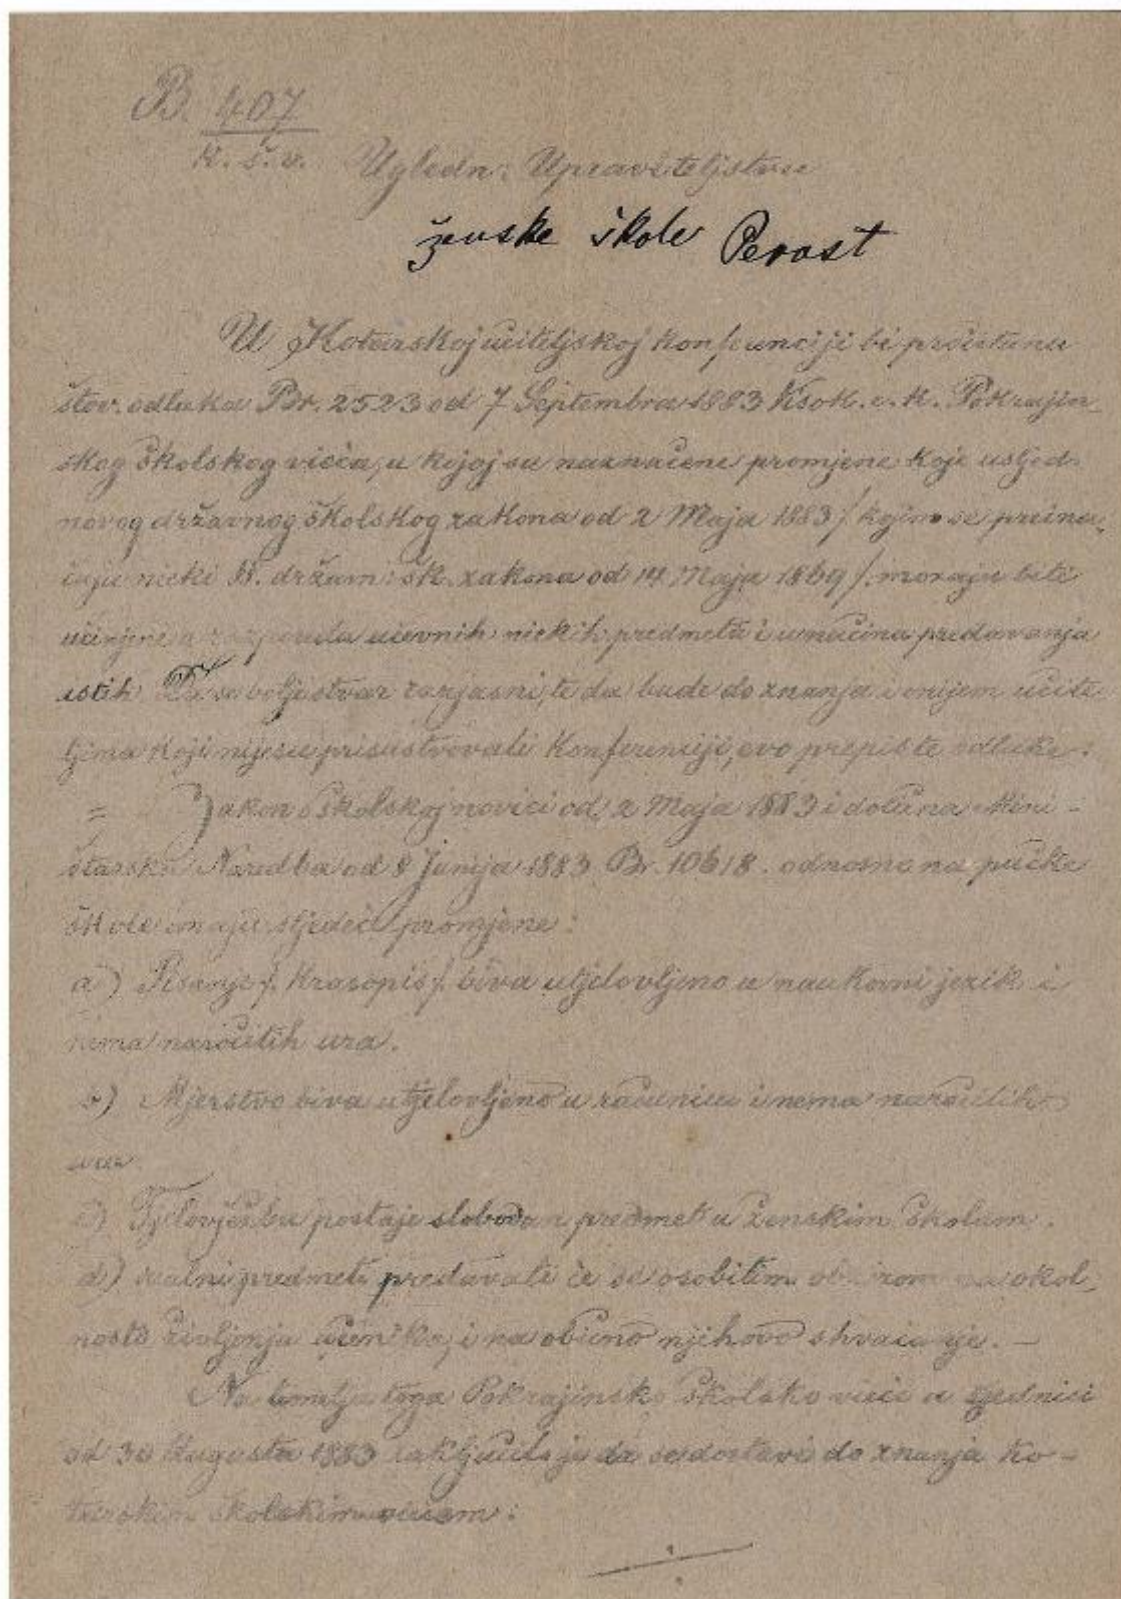 B. 407
K. š. v. Ugledn: Upraviteljstvu
ženske škole Perast
U Kotarskoj učiteljskoj konferenciji bi pročitana
štov. odluka Br. 2523 od 7 Septembra 1883 Visok. c. k. Pokrajin-
skog školskog vieća, u kojoj su naznačene promjene koje usljed
novog državnog školskog zakona od 2 Maja 1883 /. kojim se preina-
čuju nieki §§. državn: šk. zakona od 14 Maja 1869 /. moraju biti
učinjene u razporedu učevnih niekih predmeta i u načinu predavanja
istih. Da se bolje stvar razjasni, te da bude do znanja i onijem učite-
ljima koji nijesu prisustvovali Konferenciji, evo prepis te odluke:
= Zakon o školskoj novici od 2 Maja 1883 i dotična Mini-
starska Naredba od 8 Junija 1883 Br. 10618. odnosno na pučke
škole imaju sljedeće promjene:
a) Pisanje /. Krasopis /. biva utjelovljeno u naukovni jezik i
nima naročitih ura.
b) Mjerstvo biva utjelovljeno u računicu i nema naročitih
ura.
c) Tjelovježba postaje slobodan predmet u ženskim školam.
d) realni predmeti predavati će se osobitim obzirom na okol-
nosti življenja učenika, i na obično njihovo shvaćanje. —
Na temelju toga Pokrajinsko Školsko vieće u sjednici
od 30 Augusta 1883 zaključilo je da se dostavi do znanja Ko-
tarskim školskim viećem: